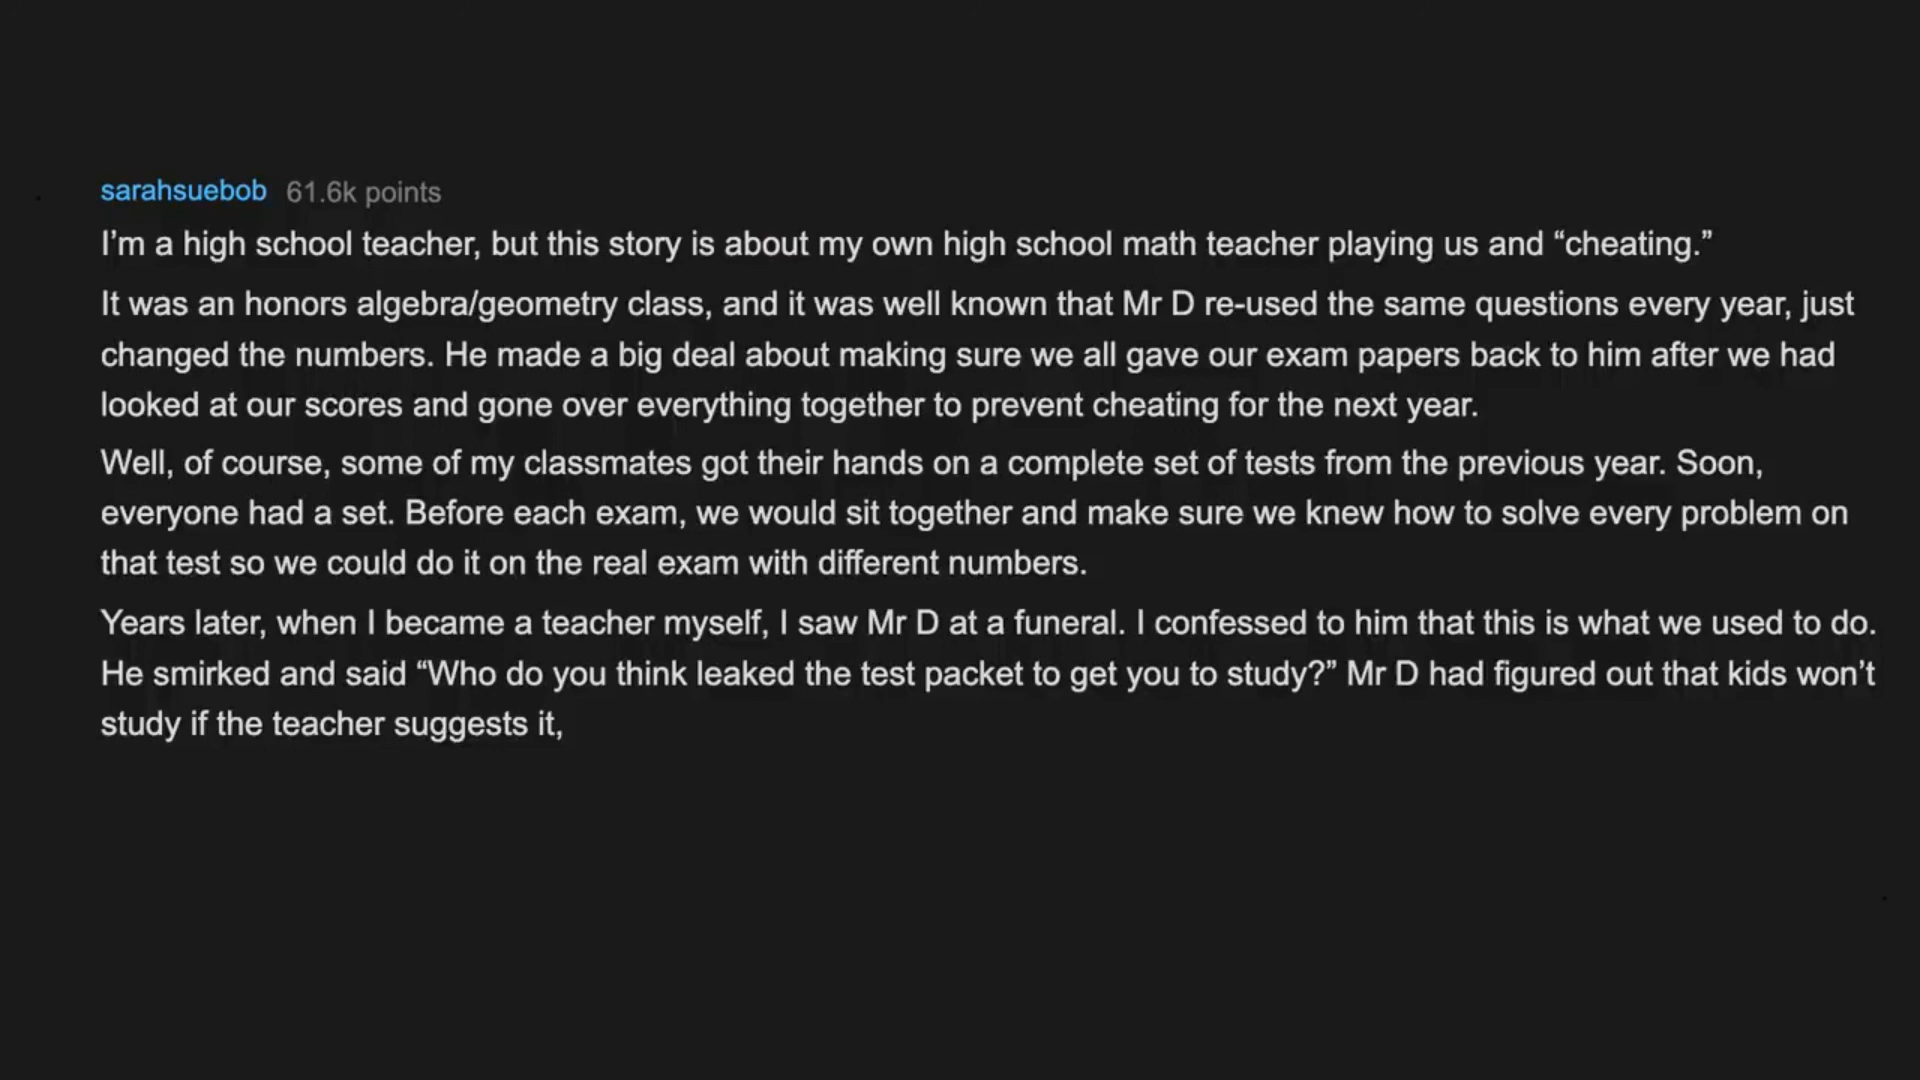 sarahsuebob 61.6k points
I’m a high school teacher, but this story is about my own high school math teacher playing us and “cheating.”
It was an honors algebra/geometry class, and it was well known that Mr D re-used the same questions every year, just
changed the numbers. He made a big deal about making sure we all gave our exam papers back to him after we had
looked at our scores and gone over everything together to prevent cheating for the next year.
Well, of course, some of my classmates got their hands on a complete set of tests from the previous year. Soon,
everyone had a set. Before each exam, we would sit together and make sure we knew how to solve every problem on
that test so we could do it on the real exam with different numbers.
Years later, when I became a teacher myself, I saw Mr D at a funeral. I confessed to him that this is what we used to do.
He smirked and said “Who do you think leaked the test packet to get you to study?” Mr D had figured out that kids won’t
study if the teacher suggests it,